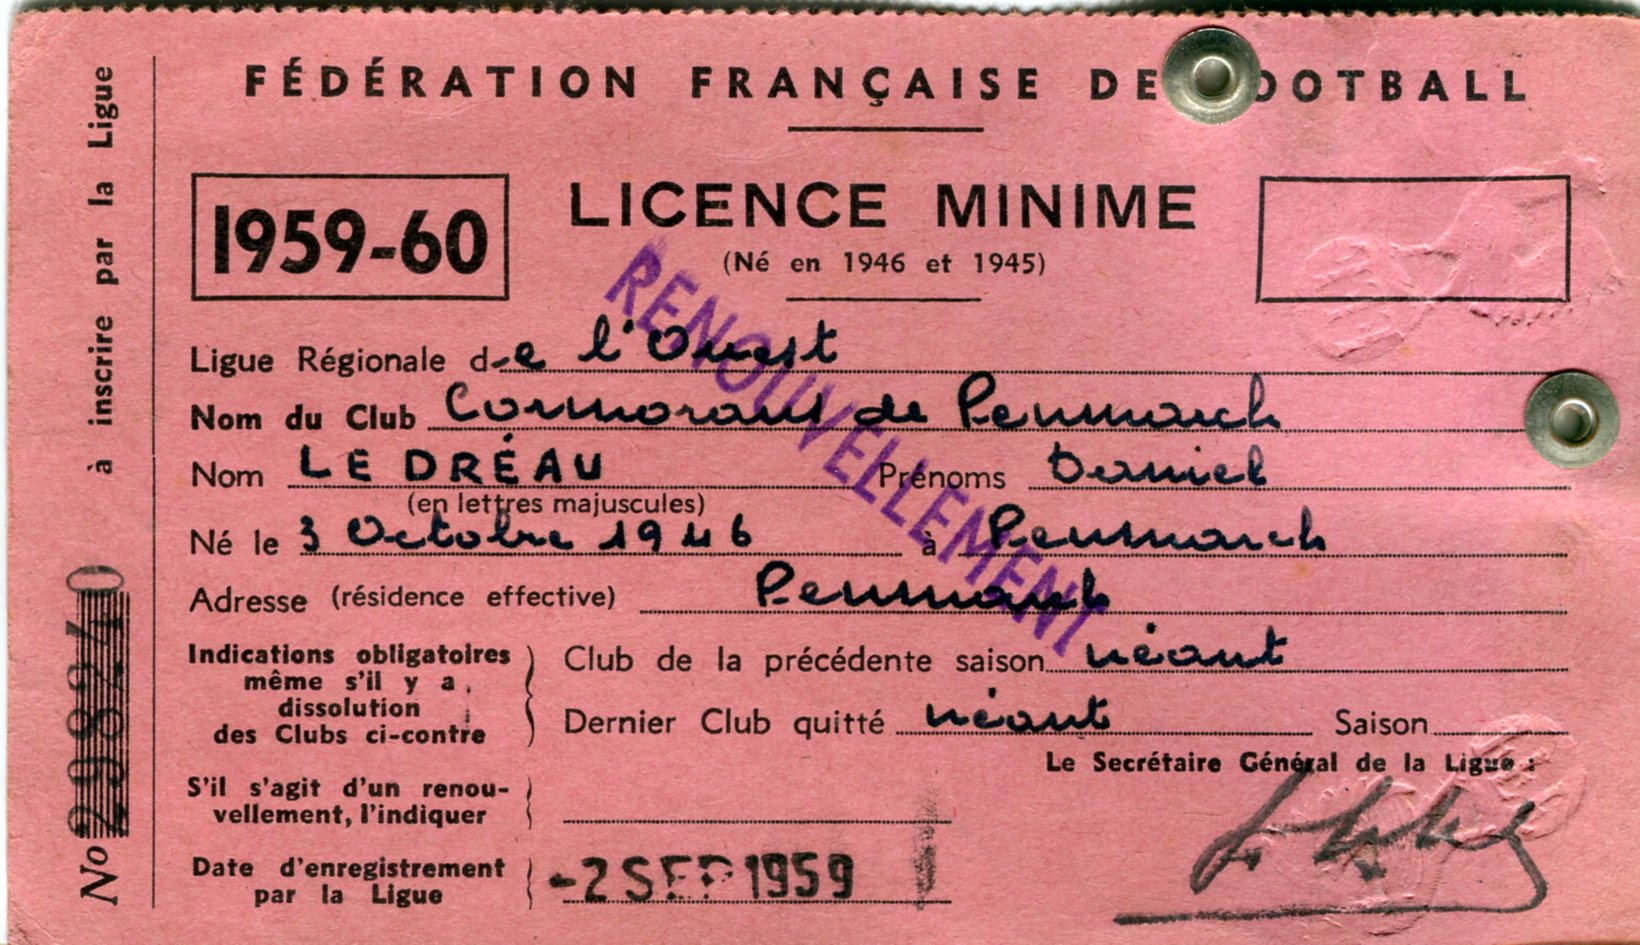 FÉDÉRATION FRANÇAISE DE FOOTBALL
1959-60
LICENCE MINIME
(Né en 1946 et 1945)
RENOUVELLEMENT
Ligue Régionale de l'Ouest
Nom du Club Cormorans de Penmarch
Nom LE DRÉAU Prénoms Daniel
(en lettres majuscules)
Né le 3 Octobre 1946 à Penmarch
Adresse (résidence effective) Penmarch
Indications obligatoires
même s'il y a
dissolution
des Clubs ci-contre
Club de la précédente saison néant
Dernier Club quitté néant Saison
Le Secrétaire Général de la Ligue :
S'il s'agit d'un renou-
vellement, l'indiquer
Date d'enregistrement
par la Ligue
-2 SEP 1959
No
à inscrire par la Ligue